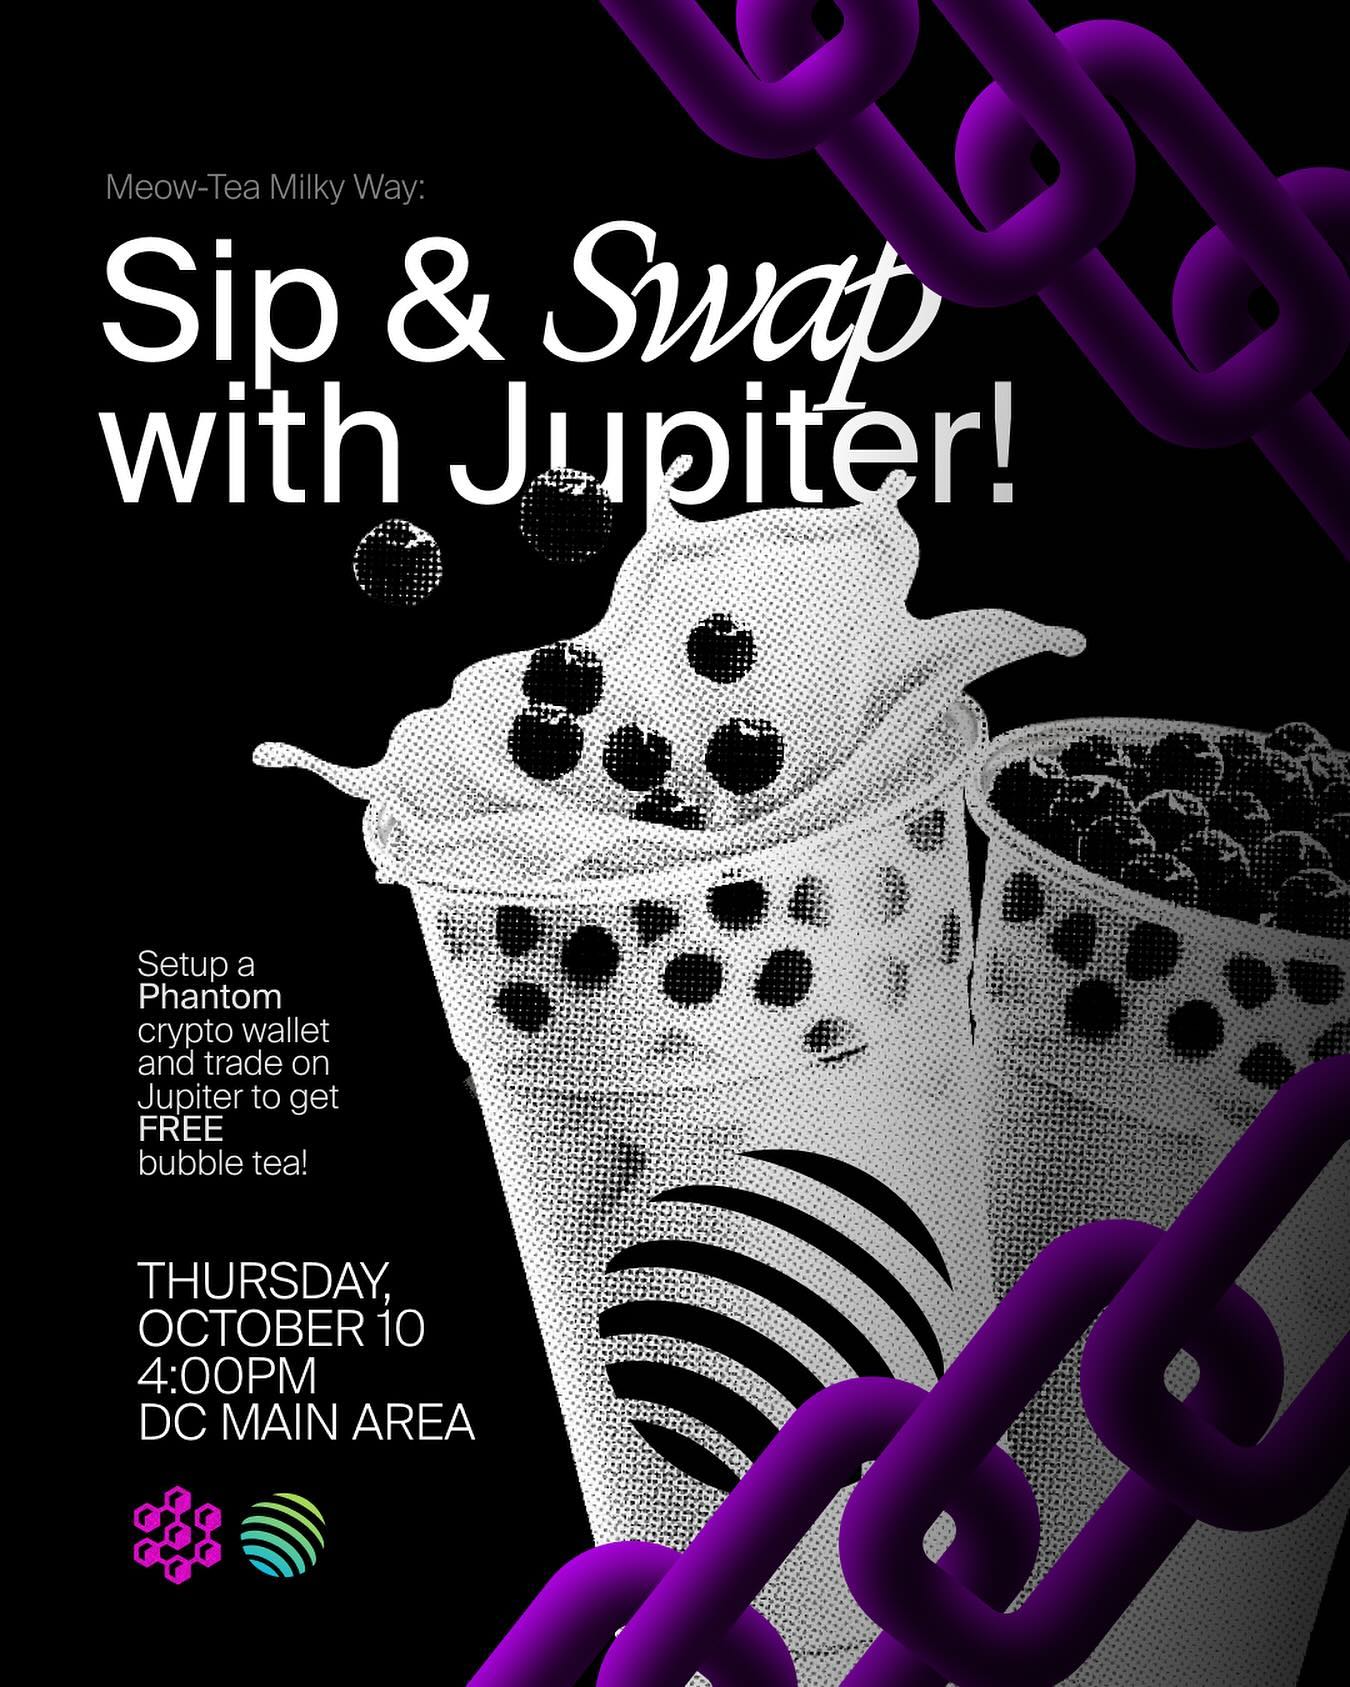 Meow-Tea Milky Way:
Sip & Swap
with Jupiter!
Setup a
Phantom
crypto wallet
and trade on
Jupiter to get
FREE
bubble tea!
THURSDAY,
OCTOBER 10
4:00PM
DC MAIN AREA